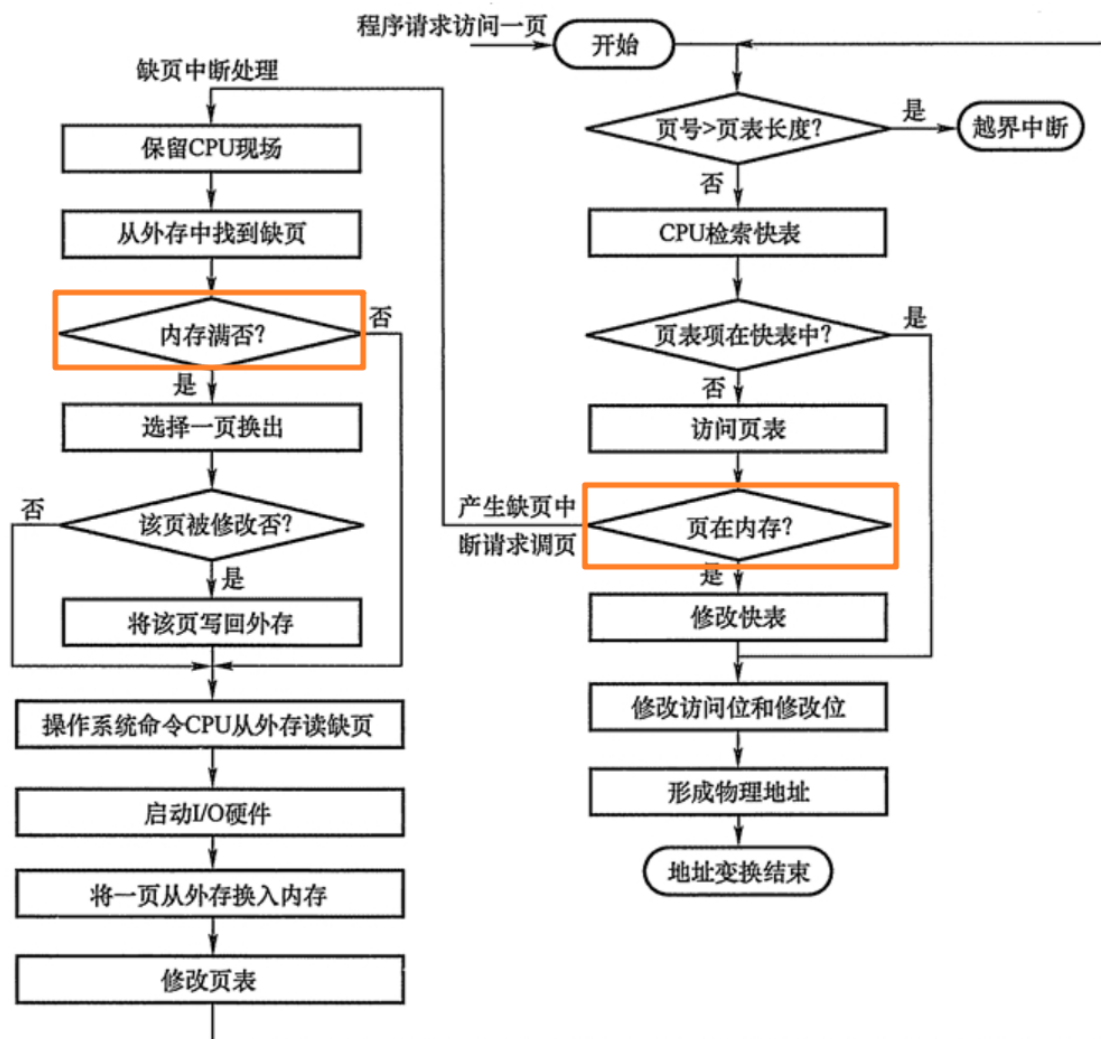 程序请求访问一页
开始
缺页中断处理
页号>页表长度?
是
越界中断
保留CPU现场
否
从外存中找到缺页
CPU检索快表
内存满否?
否
页表项在快表中?
是
是
否
选择一页换出
访问页表
否
该页被修改否?
产生缺页中
断请求调页
页在内存?
是
是
将该页写回外存
修改快表
操作系统命令CPU从外存读缺页
修改访问位和修改位
启动I/O硬件
形成物理地址
将一页从外存换入内存
地址变换结束
修改页表